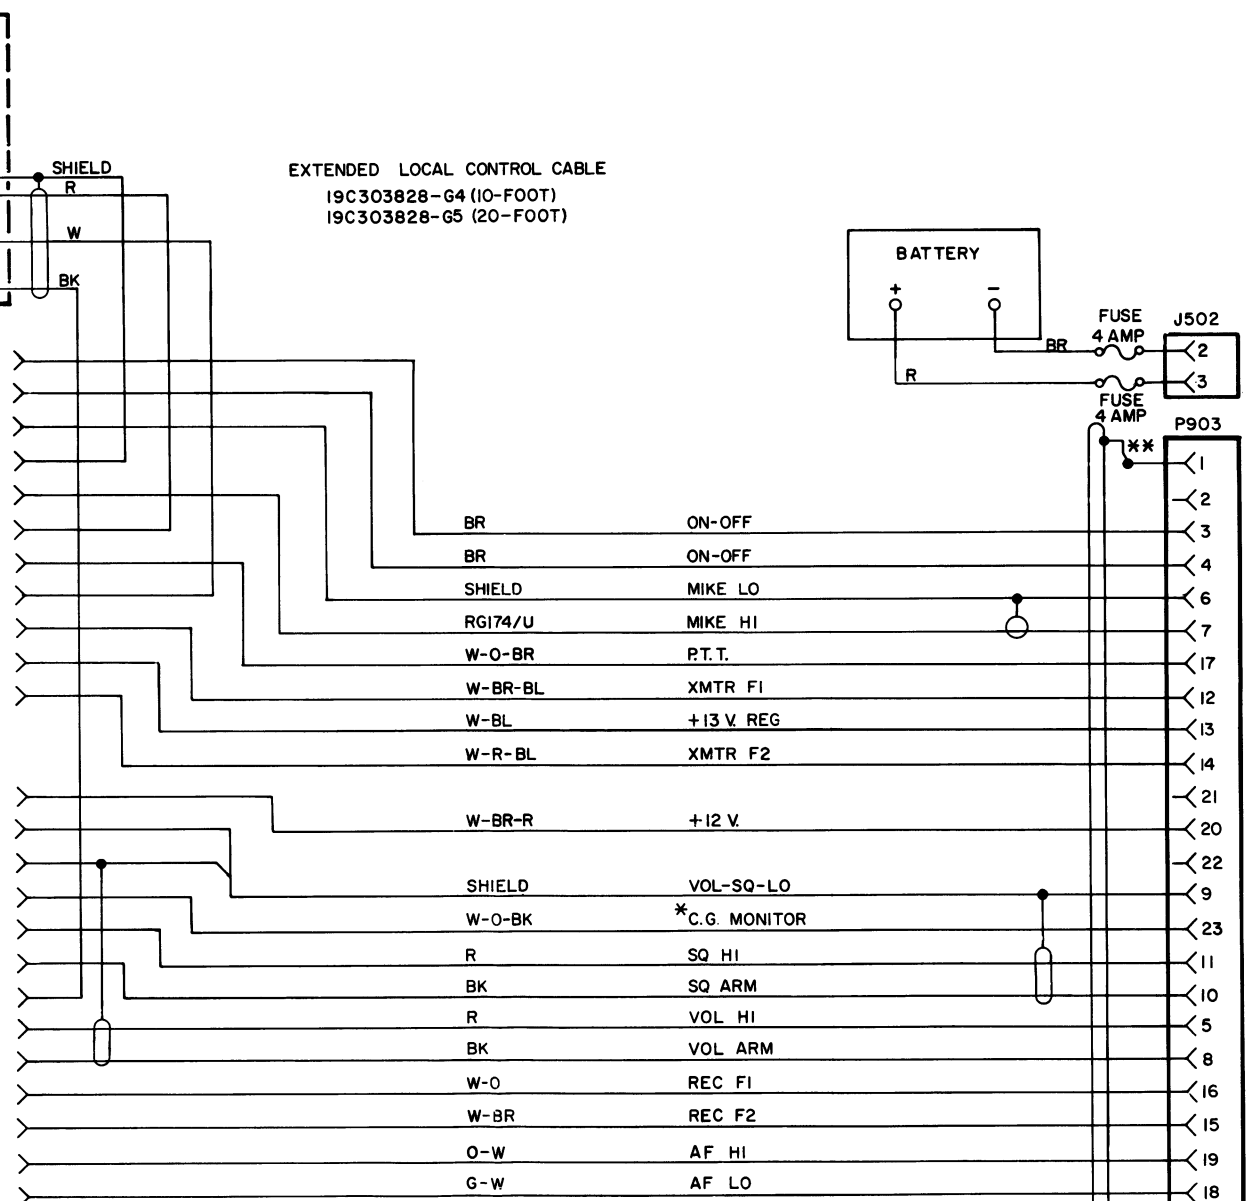 SHIELD
R
W
BK
EXTENDED LOCAL CONTROL CABLE
19C303828-G4 (10-FOOT)
19C303828-G5 (20-FOOT)
BATTERY
+ −
FUSE
4 AMP
J502
BR
2
R
3
FUSE
4 AMP
P903
**
1
2
BR ON-OFF 3
BR ON-OFF 4
SHIELD MIKE LO 6
RG174/U MIKE HI 7
W-O-BR P.T.T. 17
W-BR-BL XMTR F1 12
W-BL +13 V. REG 13
W-R-BL XMTR F2 14
21
W-BR-R +12 V. 20
22
SHIELD VOL-SQ-LO 9
W-O-BK *C.G. MONITOR 23
R SQ HI 11
BK SQ ARM 10
R VOL HI 5
BK VOL ARM 8
W-O REC F1 16
W-BR REC F2 15
O-W AF HI 19
G-W AF LO 18